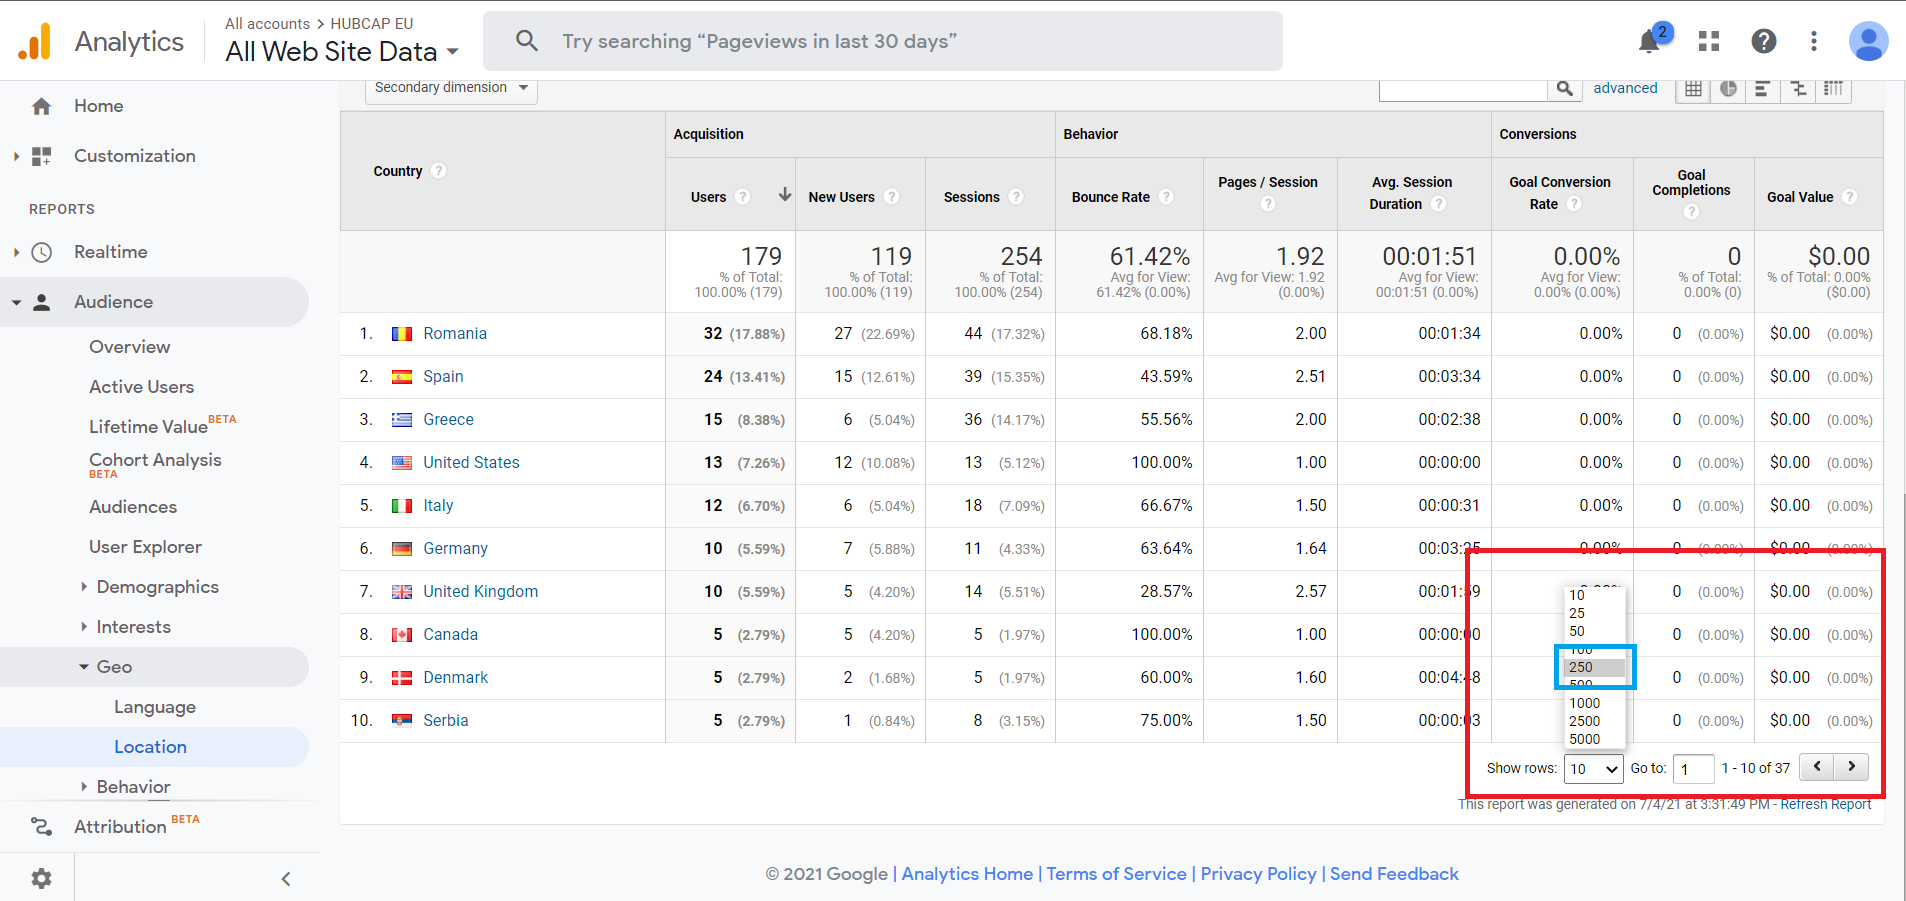 Analytics
All accounts > HUBCAP EU
All Web Site Data
Try searching “Pageviews in last 30 days”
2
Home
Customization
REPORTS
Realtime
Audience
Overview
Active Users
Lifetime Value BETA
Cohort Analysis
BETA
Audiences
User Explorer
Demographics
Interests
Geo
Language
Location
Behavior
Attribution BETA
Secondary dimension
advanced
Acquisition Behavior Conversions
Country ?
Users ? New Users ? Sessions ? Bounce Rate ? Pages / Session ? Avg. Session Duration ? Goal Conversion Rate ? Goal Completions ? Goal Value ?
179 119 254 61.42% 1.92 00:01:51 0.00% 0 $0.00
% of Total: % of Total: % of Total: Avg for View: Avg for View: 1.92 Avg for View: Avg for View: % of Total: % of Total: 0.00%
100.00% (179) 100.00% (119) 100.00% (254) 61.42% (0.00%) (0.00%) 00:01:51 (0.00%) 0.00% (0.00%) 0.00% (0) ($0.00)
1. Romania 32 (17.88%) 27 (22.69%) 44 (17.32%) 68.18% 2.00 00:01:34 0.00% 0 (0.00%) $0.00 (0.00%)
2. Spain 24 (13.41%) 15 (12.61%) 39 (15.35%) 43.59% 2.51 00:03:34 0.00% 0 (0.00%) $0.00 (0.00%)
3. Greece 15 (8.38%) 6 (5.04%) 36 (14.17%) 55.56% 2.00 00:02:38 0.00% 0 (0.00%) $0.00 (0.00%)
4. United States 13 (7.26%) 12 (10.08%) 13 (5.12%) 100.00% 1.00 00:00:00 0.00% 0 (0.00%) $0.00 (0.00%)
5. Italy 12 (6.70%) 6 (5.04%) 18 (7.09%) 66.67% 1.50 00:00:31 0.00% 0 (0.00%) $0.00 (0.00%)
6. Germany 10 (5.59%) 7 (5.88%) 11 (4.33%) 63.64% 1.64 00:03:25 0.00% 0 (0.00%) $0.00 (0.00%)
7. United Kingdom 10 (5.59%) 5 (4.20%) 14 (5.51%) 28.57% 2.57 00:01:59 0 (0.00%) $0.00 (0.00%)
8. Canada 5 (2.79%) 5 (4.20%) 5 (1.97%) 100.00% 1.00 00:00:00 0 (0.00%) $0.00 (0.00%)
9. Denmark 5 (2.79%) 2 (1.68%) 5 (1.97%) 60.00% 1.60 00:04:48 0 (0.00%) $0.00 (0.00%)
10. Serbia 5 (2.79%) 1 (0.84%) 8 (3.15%) 75.00% 1.50 00:00:03 0 (0.00%) $0.00 (0.00%)
10
25
50
100
250
500
1000
2500
5000
Show rows: 10 Go to: 1 1 - 10 of 37
This report was generated on 7/4/21 at 3:31:49 PM - Refresh Report
© 2021 Google | Analytics Home | Terms of Service | Privacy Policy | Send Feedback